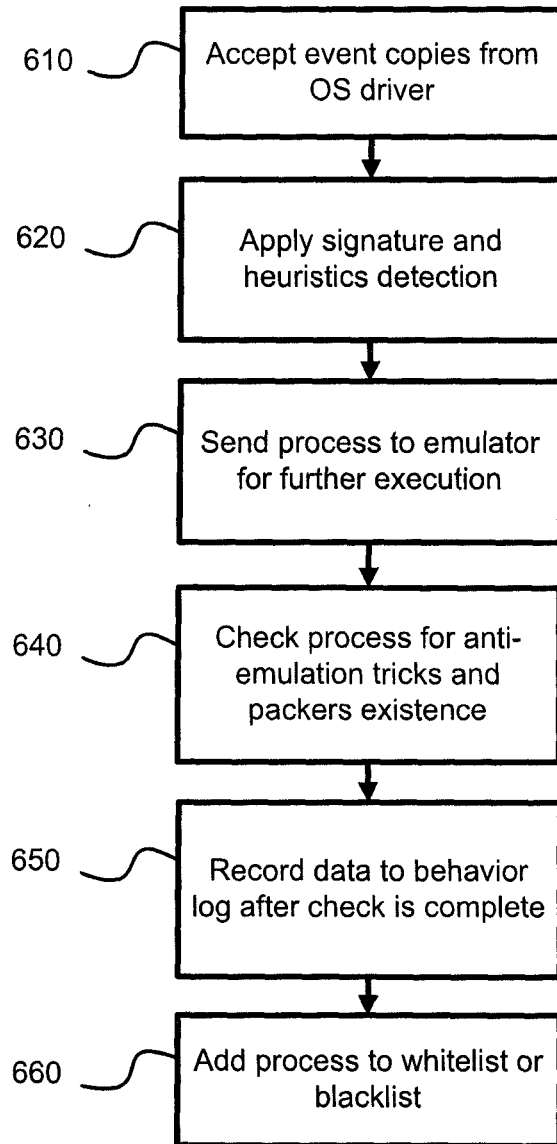 610
Accept event copies from
OS driver
620
Apply signature and
heuristics detection
630
Send process to emulator
for further execution
640
Check process for anti-
emulation tricks and
packers existence
650
Record data to behavior
log after check is complete
660
Add process to whitelist or
blacklist